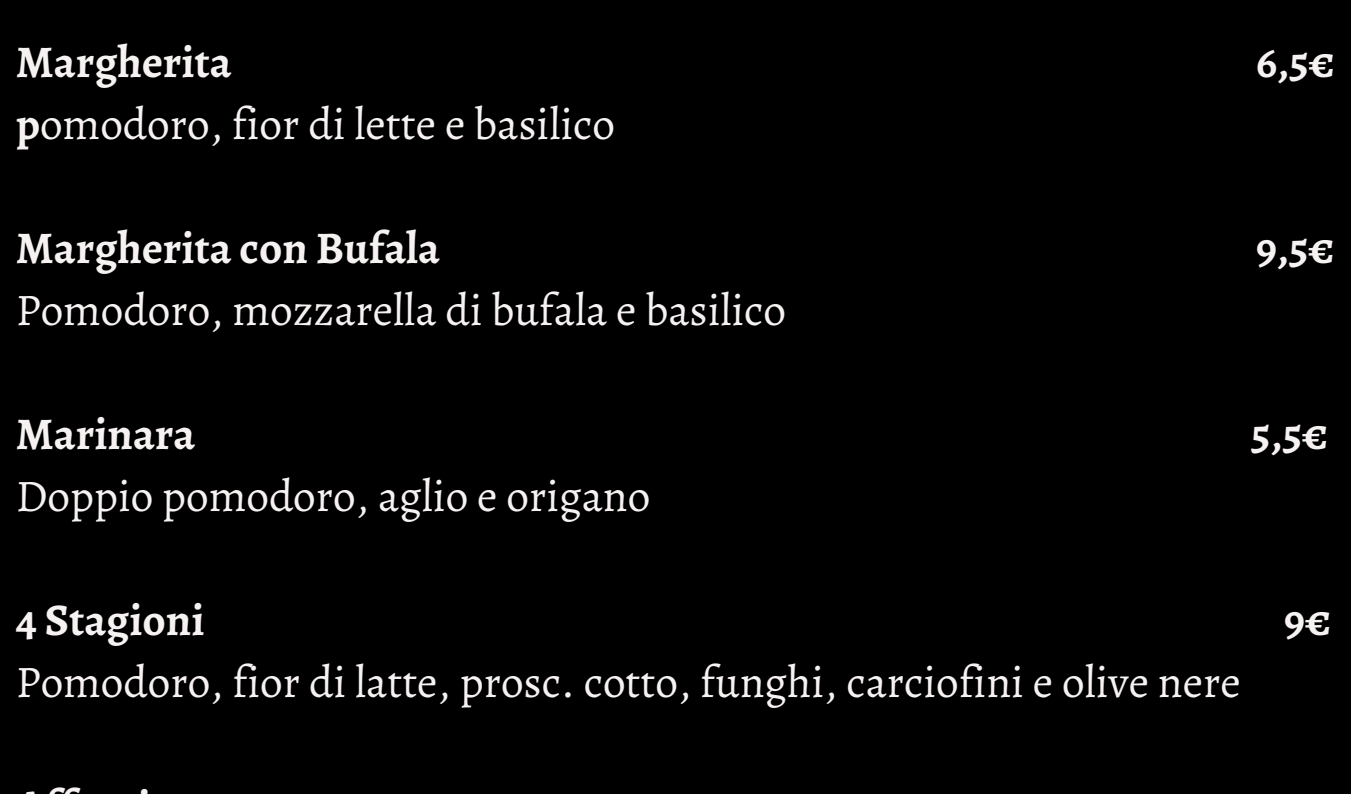 Margherita 6,5€
pomodoro, fior di lette e basilico
Margherita con Bufala 9,5€
Pomodoro, mozzarella di bufala e basilico
Marinara 5,5€
Doppio pomodoro, aglio e origano
4 Stagioni 9€
Pomodoro, fior di latte, prosc. cotto, funghi, carciofini e olive nere